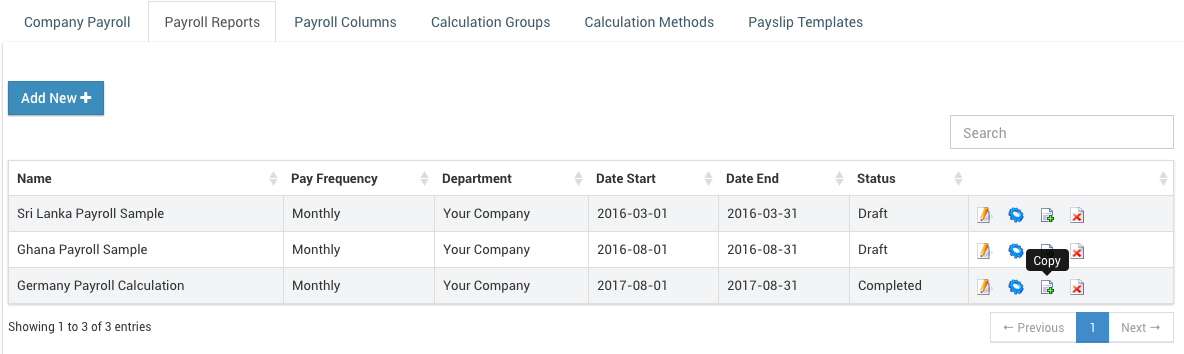 Company Payroll Payroll Reports Payroll Columns Calculation Groups Calculation Methods Payslip Templates
Add New
Search
Name Pay Frequency Department Date Start Date End Status
Sri Lanka Payroll Sample Monthly Your Company 2016-03-01 2016-03-31 Draft
Ghana Payroll Sample Monthly Your Company 2016-08-01 2016-08-31 Draft
Copy
Germany Payroll Calculation Monthly Your Company 2017-08-01 2017-08-31 Completed
Showing 1 to 3 of 3 entries ← Previous 1 Next →